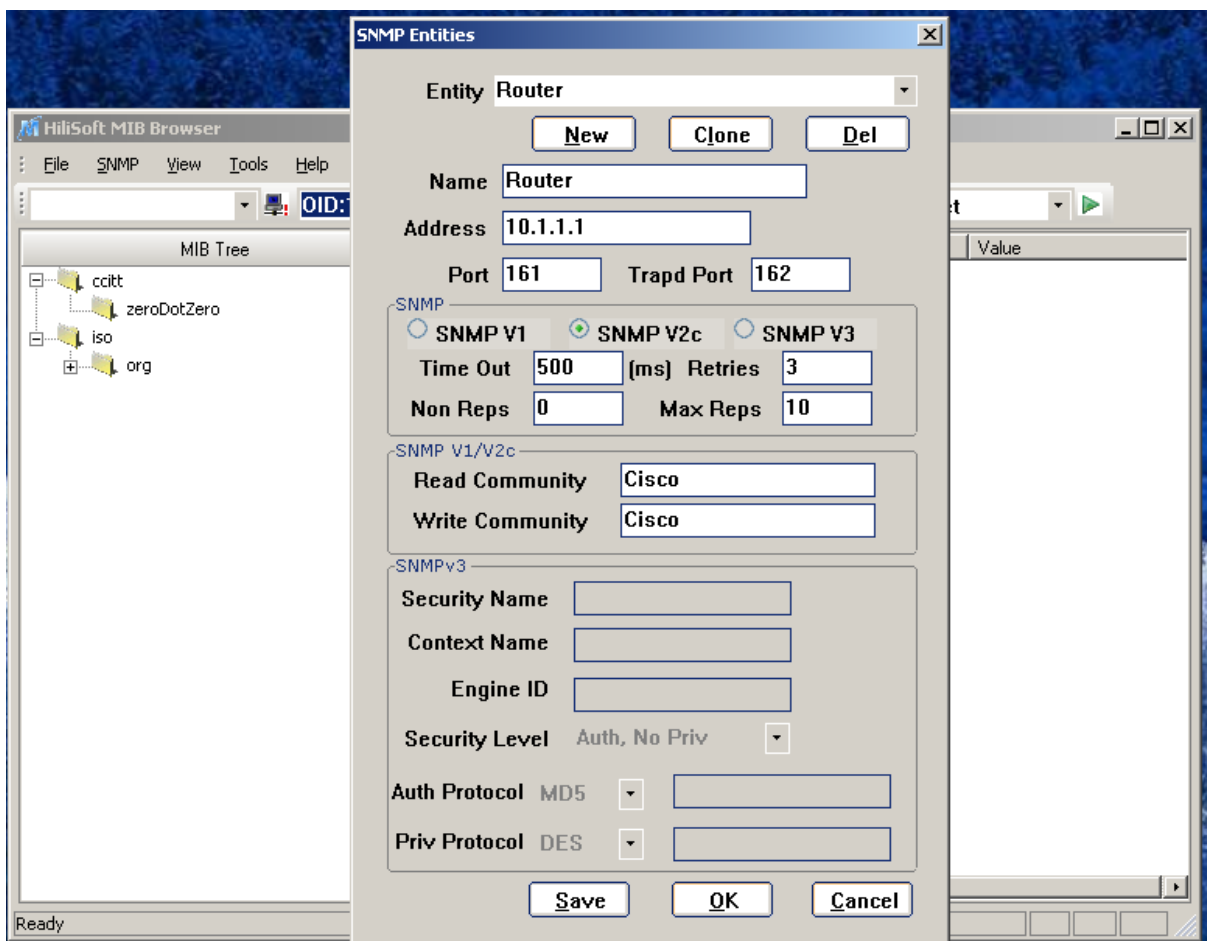 SNMP Entities
Entity Router
New Clone Del
Name Router
Address 10.1.1.1
Port 161 Trapd Port 162
SNMP
SNMP V1 SNMP V2c SNMP V3
Time Out 500 (ms) Retries 3
Non Reps 0 Max Reps 10
SNMP V1/V2c
Read Community Cisco
Write Community Cisco
SNMPv3
Security Name
Context Name
Engine ID
Security Level Auth, No Priv
Auth Protocol MD5
Priv Protocol DES
Save OK Cancel
HiliSoft MIB Browser
File SNMP View Tools Help
OID:
MIB Tree
Value
ccitt
zeroDotZero
iso
org
Ready